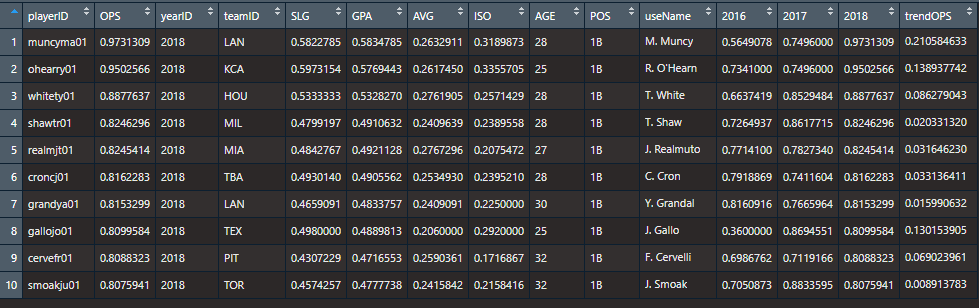 playerID OPS yearID teamID SLG GPA AVG ISO AGE POS useName 2016 2017 2018 trendOPS
1 muncyma01 0.9731309 2018 LAN 0.5822785 0.5834785 0.2632911 0.3189873 28 1B M. Muncy 0.5649078 0.7496000 0.9731309 0.210584633
2 ohearry01 0.9502566 2018 KCA 0.5973154 0.5769443 0.2617450 0.3355705 25 1B R. O'Hearn 0.7341000 0.7496000 0.9502566 0.138937742
3 whitety01 0.8877637 2018 HOU 0.5333333 0.5328270 0.2761905 0.2571429 28 1B T. White 0.6637419 0.8529484 0.8877637 0.086279043
4 shawtr01 0.8246296 2018 MIL 0.4799197 0.4910632 0.2409639 0.2389558 28 1B T. Shaw 0.7264937 0.8617715 0.8246296 0.020331320
5 realmjt01 0.8245414 2018 MIA 0.4842767 0.4921128 0.2767296 0.2075472 27 1B J. Realmuto 0.7714100 0.7827340 0.8245414 0.031646230
6 croncj01 0.8162283 2018 TBA 0.4930140 0.4905562 0.2534930 0.2395210 28 1B C. Cron 0.7918869 0.7411604 0.8162283 0.033136411
7 grandya01 0.8153299 2018 LAN 0.4659091 0.4833757 0.2409091 0.2250000 30 1B Y. Grandal 0.8160916 0.7665964 0.8153299 0.015990632
8 gallojo01 0.8099584 2018 TEX 0.4980000 0.4889813 0.2060000 0.2920000 25 1B J. Gallo 0.3600000 0.8694551 0.8099584 0.130153905
9 cervefr01 0.8088323 2018 PIT 0.4307229 0.4716553 0.2590361 0.1716867 32 1B F. Cervelli 0.6986762 0.7119166 0.8088323 0.069023961
10 smoakju01 0.8075941 2018 TOR 0.4574257 0.4777738 0.2415842 0.2158416 32 1B J. Smoak 0.7050873 0.8833595 0.8075941 0.008913783